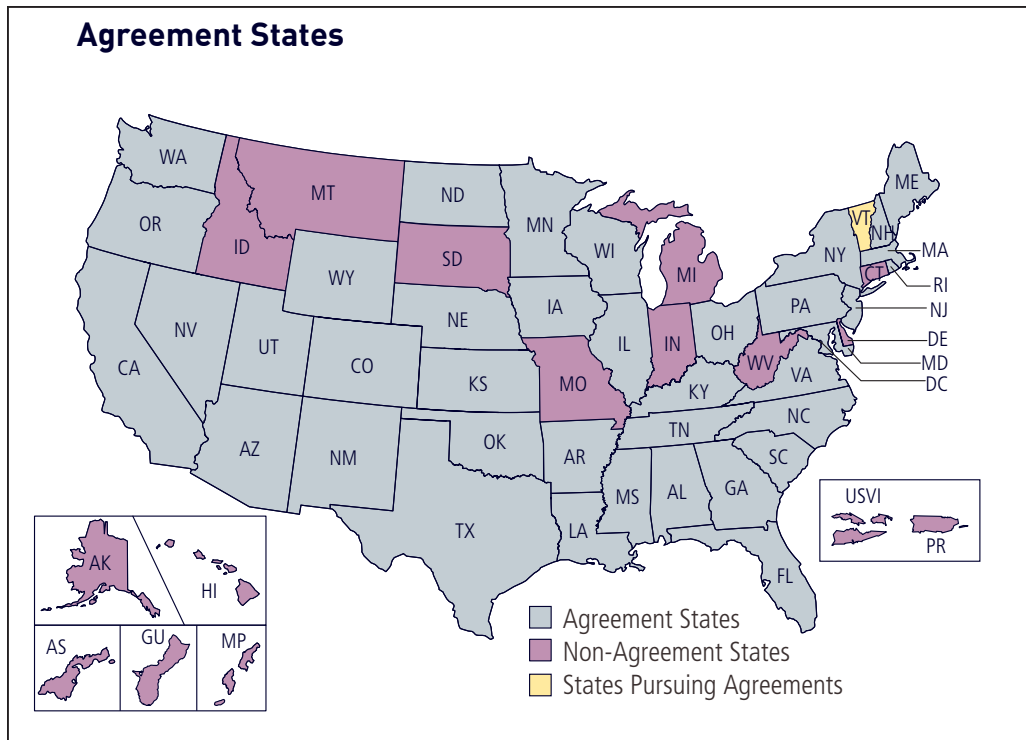 Agreement States
WA
MT
ND
ME
OR
ID
MN
VT
NH
SD
WI
NY
MA
MI
CT
WY
RI
IA
PA
NJ
NE
NV
OH
UT
IL
IN
DE
CA
CO
WV
MD
KS
MO
VA
DC
KY
NC
TN
OK
AZ
AR
NM
SC
MS
AL
GA
USVI
TX
LA
PR
AK
FL
HI
AS
GU
MP
Agreement States
Non-Agreement States
States Pursuing Agreements